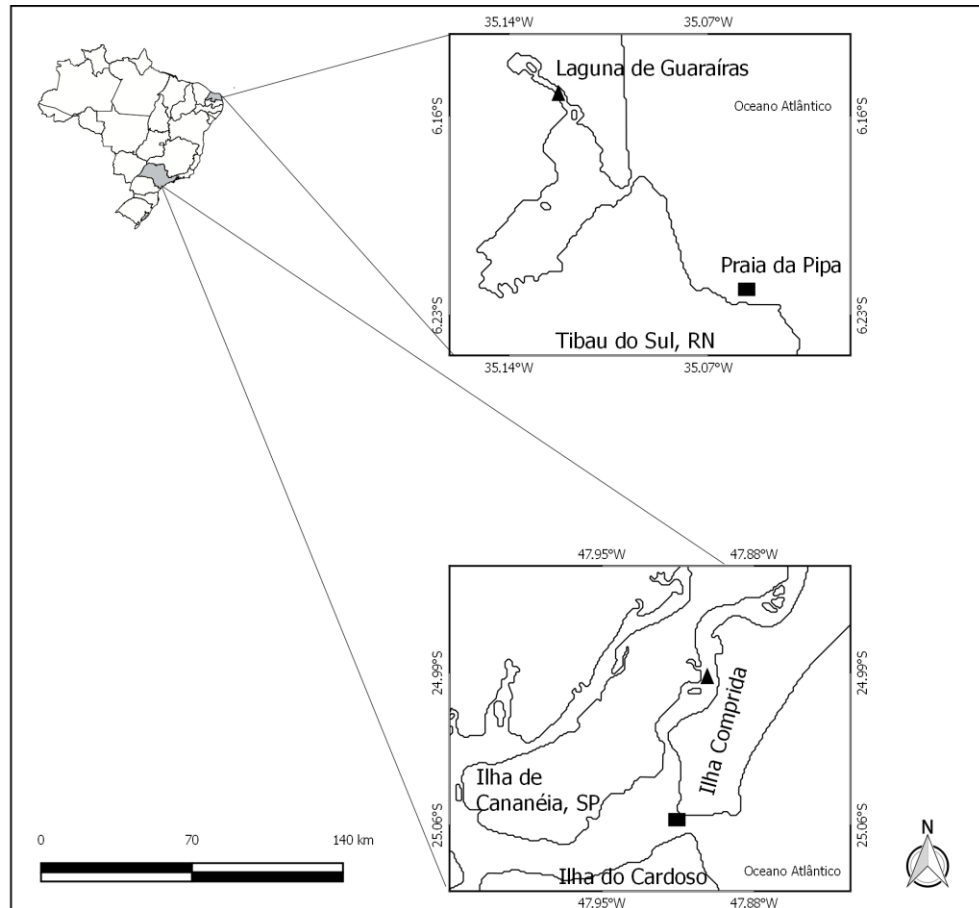 35.14°W
35.07°W
Laguna de Guaraíras
Oceano Atlântico
6.16°S
6.16°S
Praia da Pipa
6.23°S
6.23°S
Tibau do Sul, RN
35.14°W
35.07°W
47.95°W
47.88°W
24.99°S
24.99°S
Ilha Comprida
Ilha de
Cananéia, SP
25.06°S
25.06°S
Ilha do Cardoso
Oceano Atlântico
47.95°W
47.88°W
0
70
140 km
N